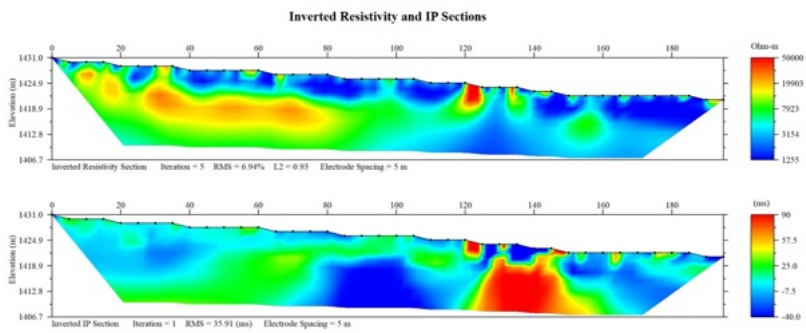 Inverted Resistivity and IP Sections
Ohm-m
0 20 40 60 80 100 120 140 160 180
1431.0
1424.9
1418.9
1412.8
1406.7
Elevation (m)
50000
19903
7923
3154
1255
Inverted Resistivity Section Iteration = 5 RMS = 6.94% L2 = 0.93 Electrode Spacing = 5 m
(ms)
0 20 40 60 80 100 120 140 160 180
1431.0
1424.9
1418.9
1412.8
1406.7
Elevation (m)
90
57.5
25.0
-7.5
-40.0
Inverted IP Section Iteration = 1 RMS = 35.91 (ms) Electrode Spacing = 5 m